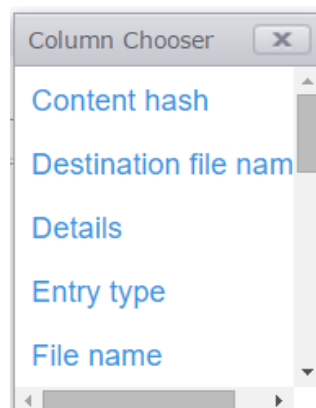 Column Chooser
Content hash
Destination file nam
Details
Entry type
File name